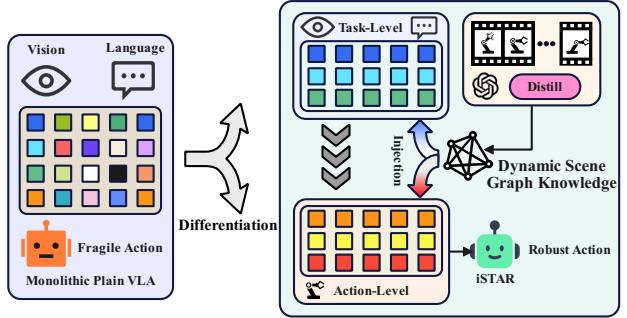 Vision
Language
Fragile Action
Monolithic Plain VLA
Differentiation
Task-Level
Distill
Injection
Dynamic Scene
Graph Knowledge
Action-Level
Robust Action
iSTAR